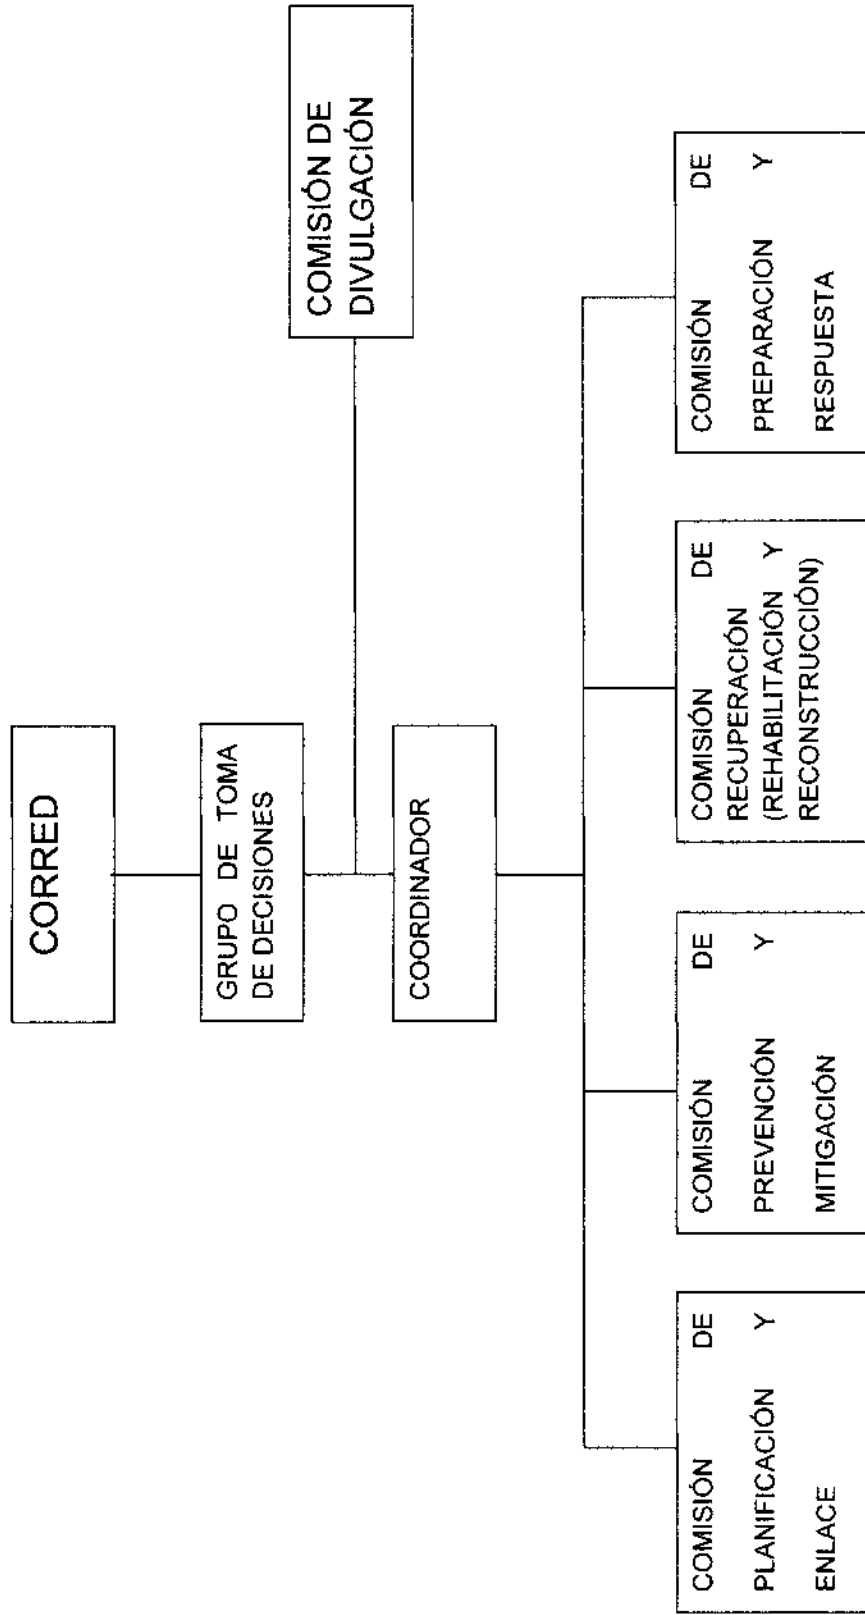 CORRED
GRUPO DE TOMA
DE DECISIONES
COMISIÓN DE
DIVULGACIÓN
COORDINADOR
COMISIÓN DE
PLANIFICACIÓN Y
ENLACE
COMISIÓN DE
PREVENCIÓN Y
MITIGACIÓN
COMISIÓN DE
RECUPERACIÓN
(REHABILITACIÓN Y
RECONSTRUCCIÓN)
COMISIÓN DE
PREPARACIÓN Y
RESPUESTA